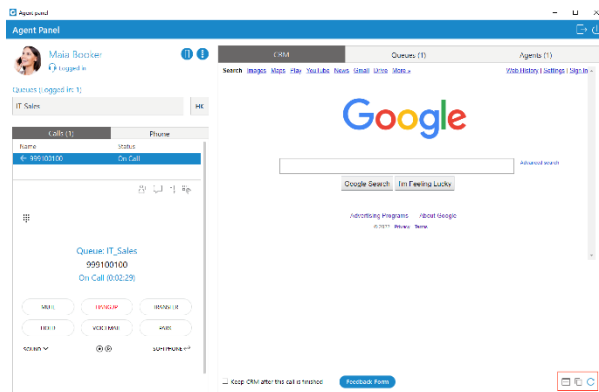 Agent panel
Agent Panel
Maia Booker
Logged In
Queues (Logged in: 1)
IT_Sales
Calls (1) Phone
Name Status
999100100 On Call
Queue: IT_Sales
999100100
On Call (0:02:29)
MUTE HANGUP TRANSFER
HOLD VOICEMAIL PARK
SOUND SOFTPHONE
CRM Queues (1) Agents (1)
Search Images Maps Play YouTube News Gmail Drive More » Web History | Settings | Sign in
Google
Advanced search
Google Search I'm Feeling Lucky
Advertising Programs About Google
Privacy Terms
Keep CRM after this call is finished Feedback Form